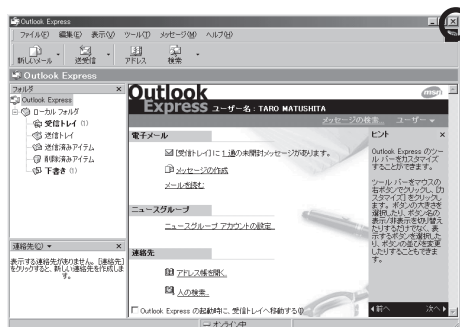 Outlook Express
ファイル(F) 編集(E) 表示(V) ツール(T) メッセージ(M) ヘルプ(H)
新しいメール 送受信 アドレス 検索
Outlook Express
フォルダ ×
Outlook Express
ローカル フォルダ
受信トレイ (1)
送信トレイ
送信済みアイテム
削除済みアイテム
下書き (1)
連絡先(C) ▼ ×
表示する連絡先がありません。[連絡先]
をクリックすると、新しい連絡先を作成しま
す。
Outlook
Express ユーザー名 : TARO MATUSHITA
msn
メッセージの検索... ユーザー ▼
電子メール
[受信トレイ] に 1 通の未開封メッセージがあります。
メッセージの作成
メールを読む
ニュースグループ
ニュースグループ アカウントの設定...
連絡先
アドレス帳を開く...
人の検索...
Outlook Express の起動時に、受信トレイへ移動する(W)
ヒント ×
Outlook Express のツー
ル バーをカスタマイズ
することができます。
ツール バーをマウスの
右ボタンでクリックし、[カ
スタマイズ] をクリックし
ます。ボタンの大きさを
選択したり、ボタン名の
表示/非表示を切り替え
たりするだけでなく、表
示するボタンを選択した
り、ボタンの並びを変更
したりすることもできま
す。
前へ 次へ
オンライン中